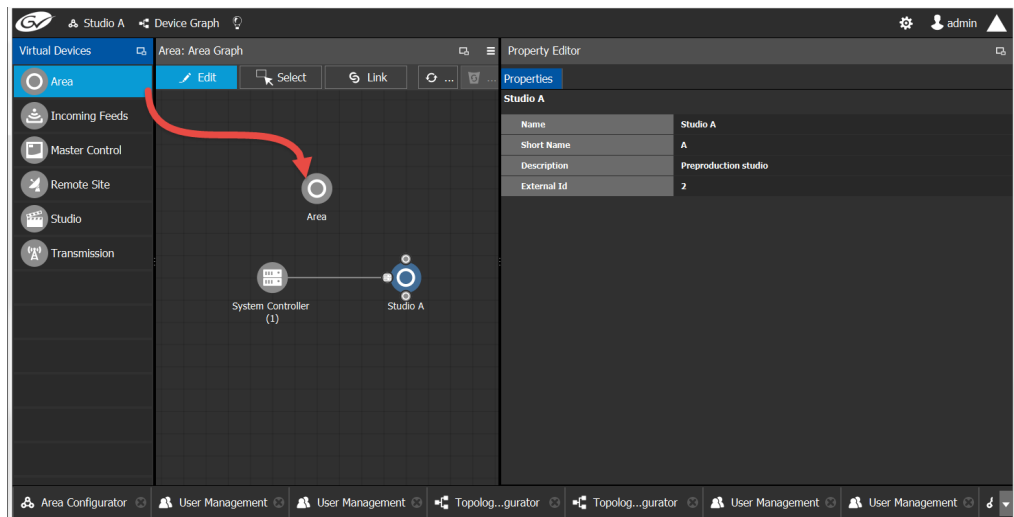 Studio A Device Graph admin
Virtual Devices
Area
Incoming Feeds
Master Control
Remote Site
Studio
Transmission
Area: Area Graph
Edit Select Link ... ...
Area
System Controller
(1)
Studio A
Property Editor
Properties
Studio A
Name Studio A
Short Name A
Description Preproduction studio
External Id 2
Area Configurator User Management User Management Topolog...gurator Topolog...gurator User Management User Management